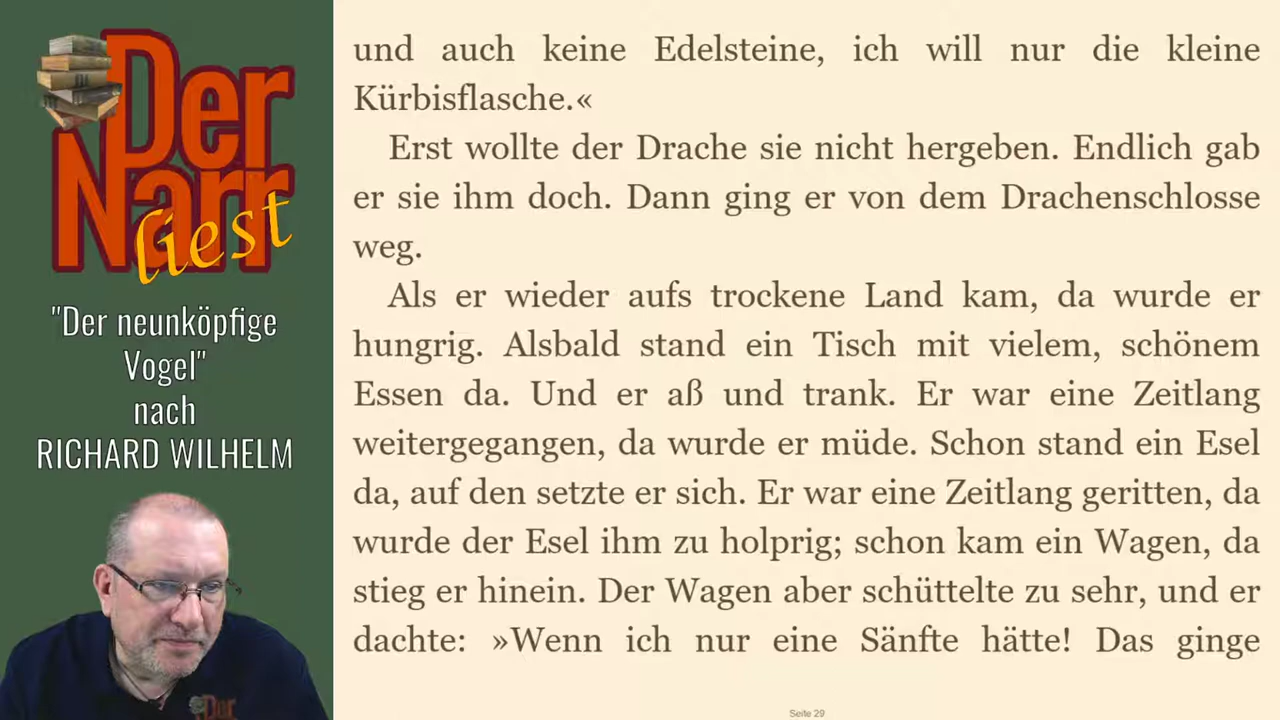 Der
Narr
liest
"Der neunköpfige
Vogel"
nach
RICHARD WILHELM
Der
und auch keine Edelsteine, ich will nur die kleine
Kürbisflasche.«
Erst wollte der Drache sie nicht hergeben. Endlich gab
er sie ihm doch. Dann ging er von dem Drachenschlosse
weg.
Als er wieder aufs trockene Land kam, da wurde er
hungrig. Alsbald stand ein Tisch mit vielem, schönem
Essen da. Und er aß und trank. Er war eine Zeitlang
weitergegangen, da wurde er müde. Schon stand ein Esel
da, auf den setzte er sich. Er war eine Zeitlang geritten, da
wurde der Esel ihm zu holprig; schon kam ein Wagen, da
stieg er hinein. Der Wagen aber schüttelte zu sehr, und er
dachte: »Wenn ich nur eine Sänfte hätte! Das ginge
Seite 29